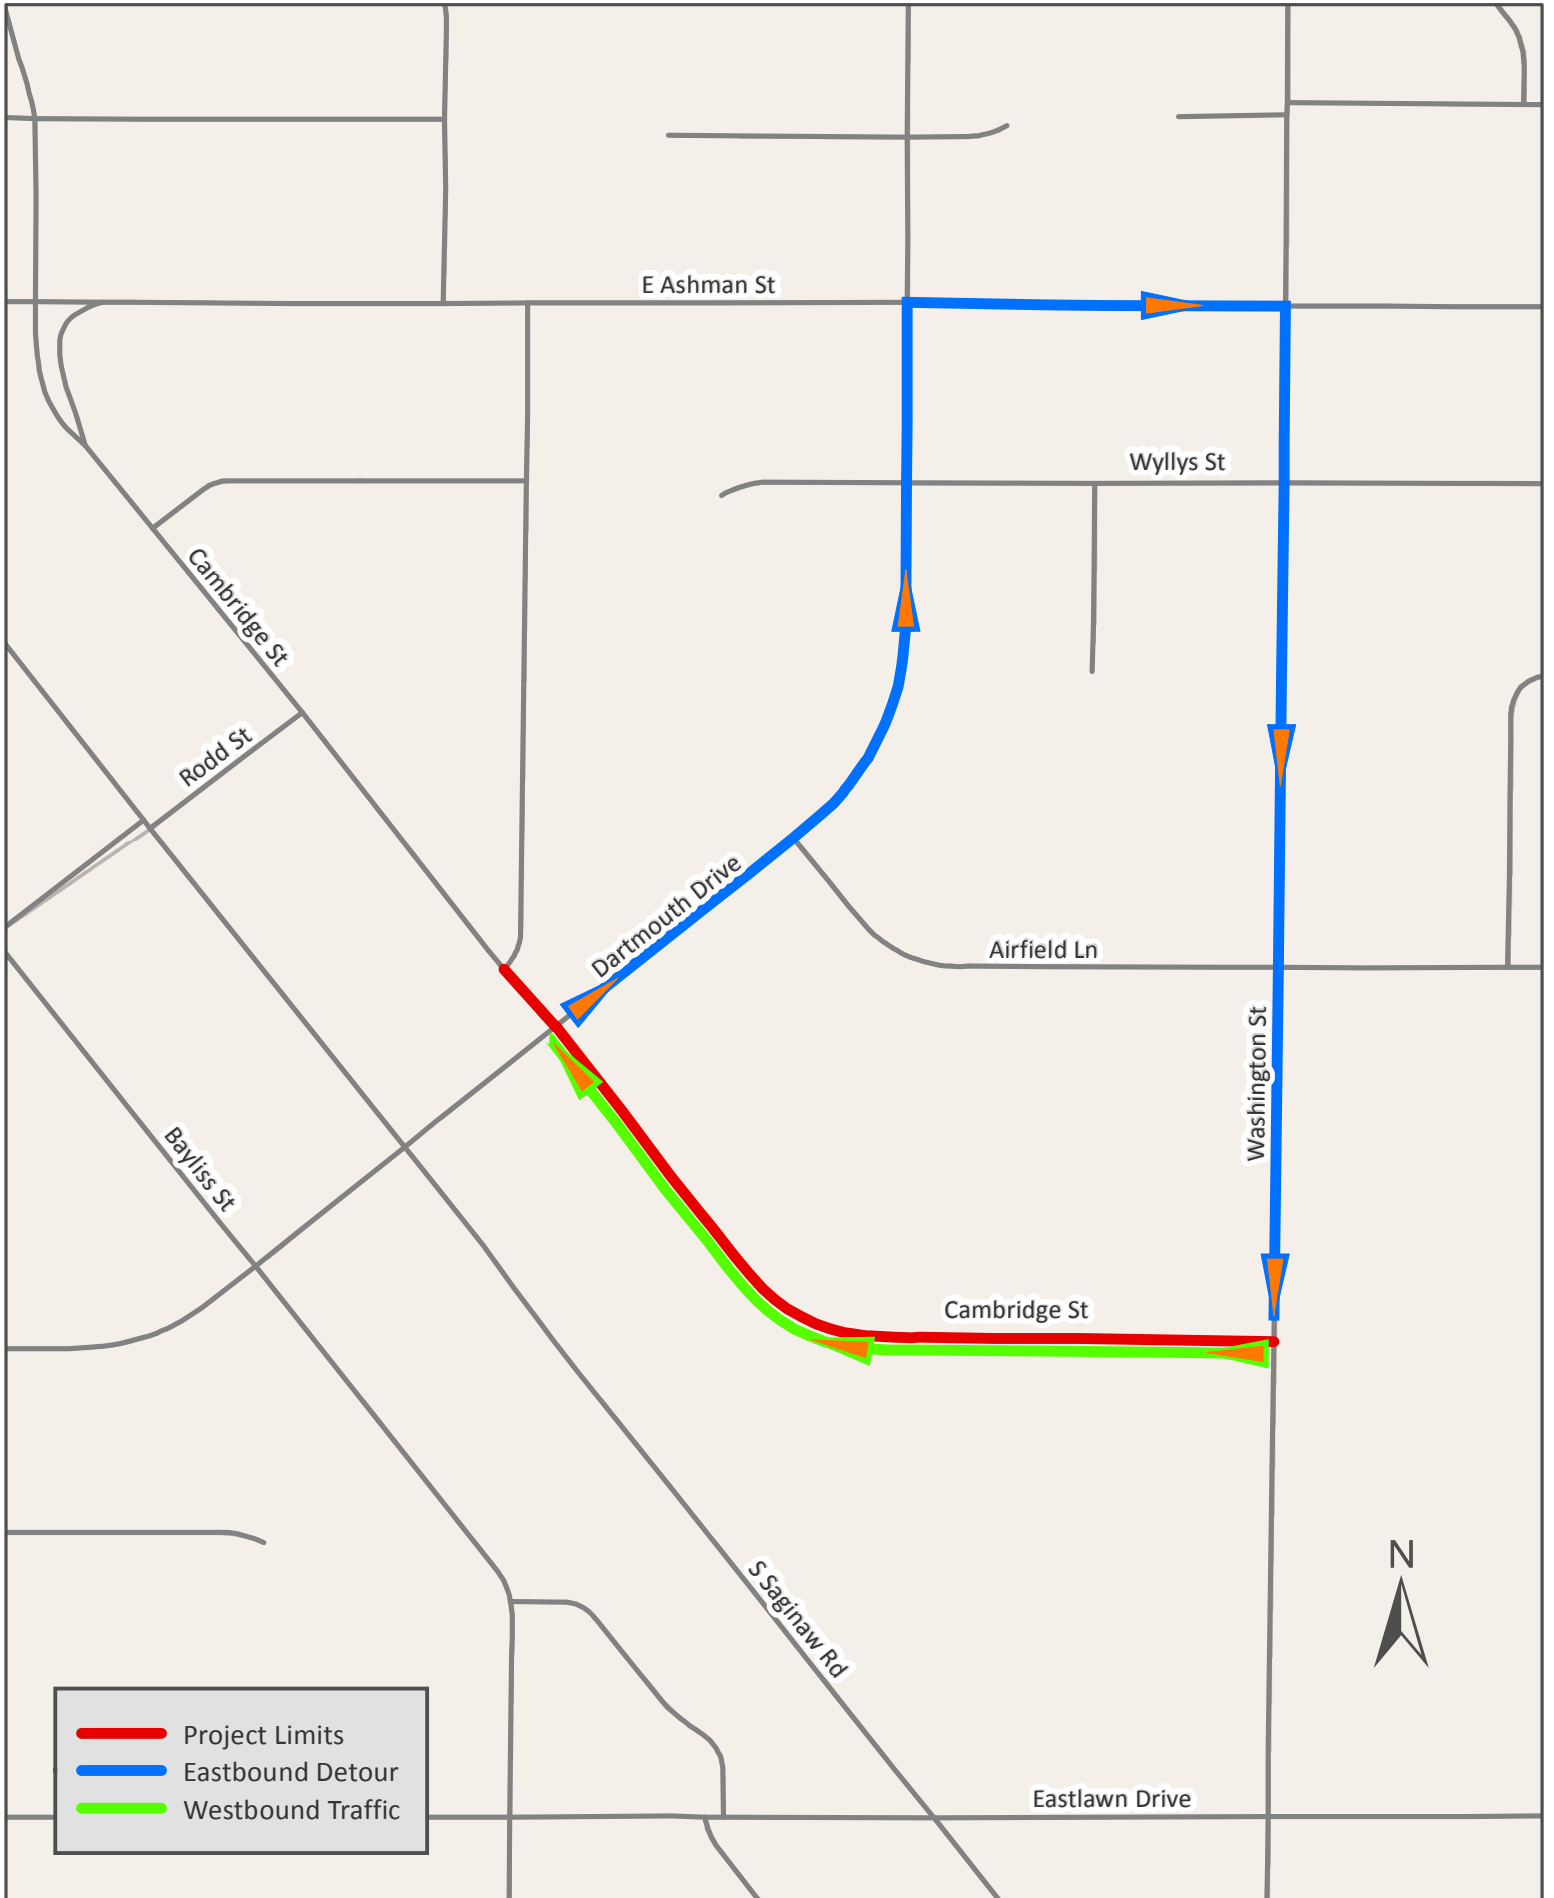 E Ashman St
Wyllys St
Cambridge St
Rodd St
Dartmouth Drive
Airfield Ln
Washington St
Bayliss St
Cambridge St
N
S Saginaw Rd
Project Limits
Eastbound Detour
Westbound Traffic
Eastlawn Drive